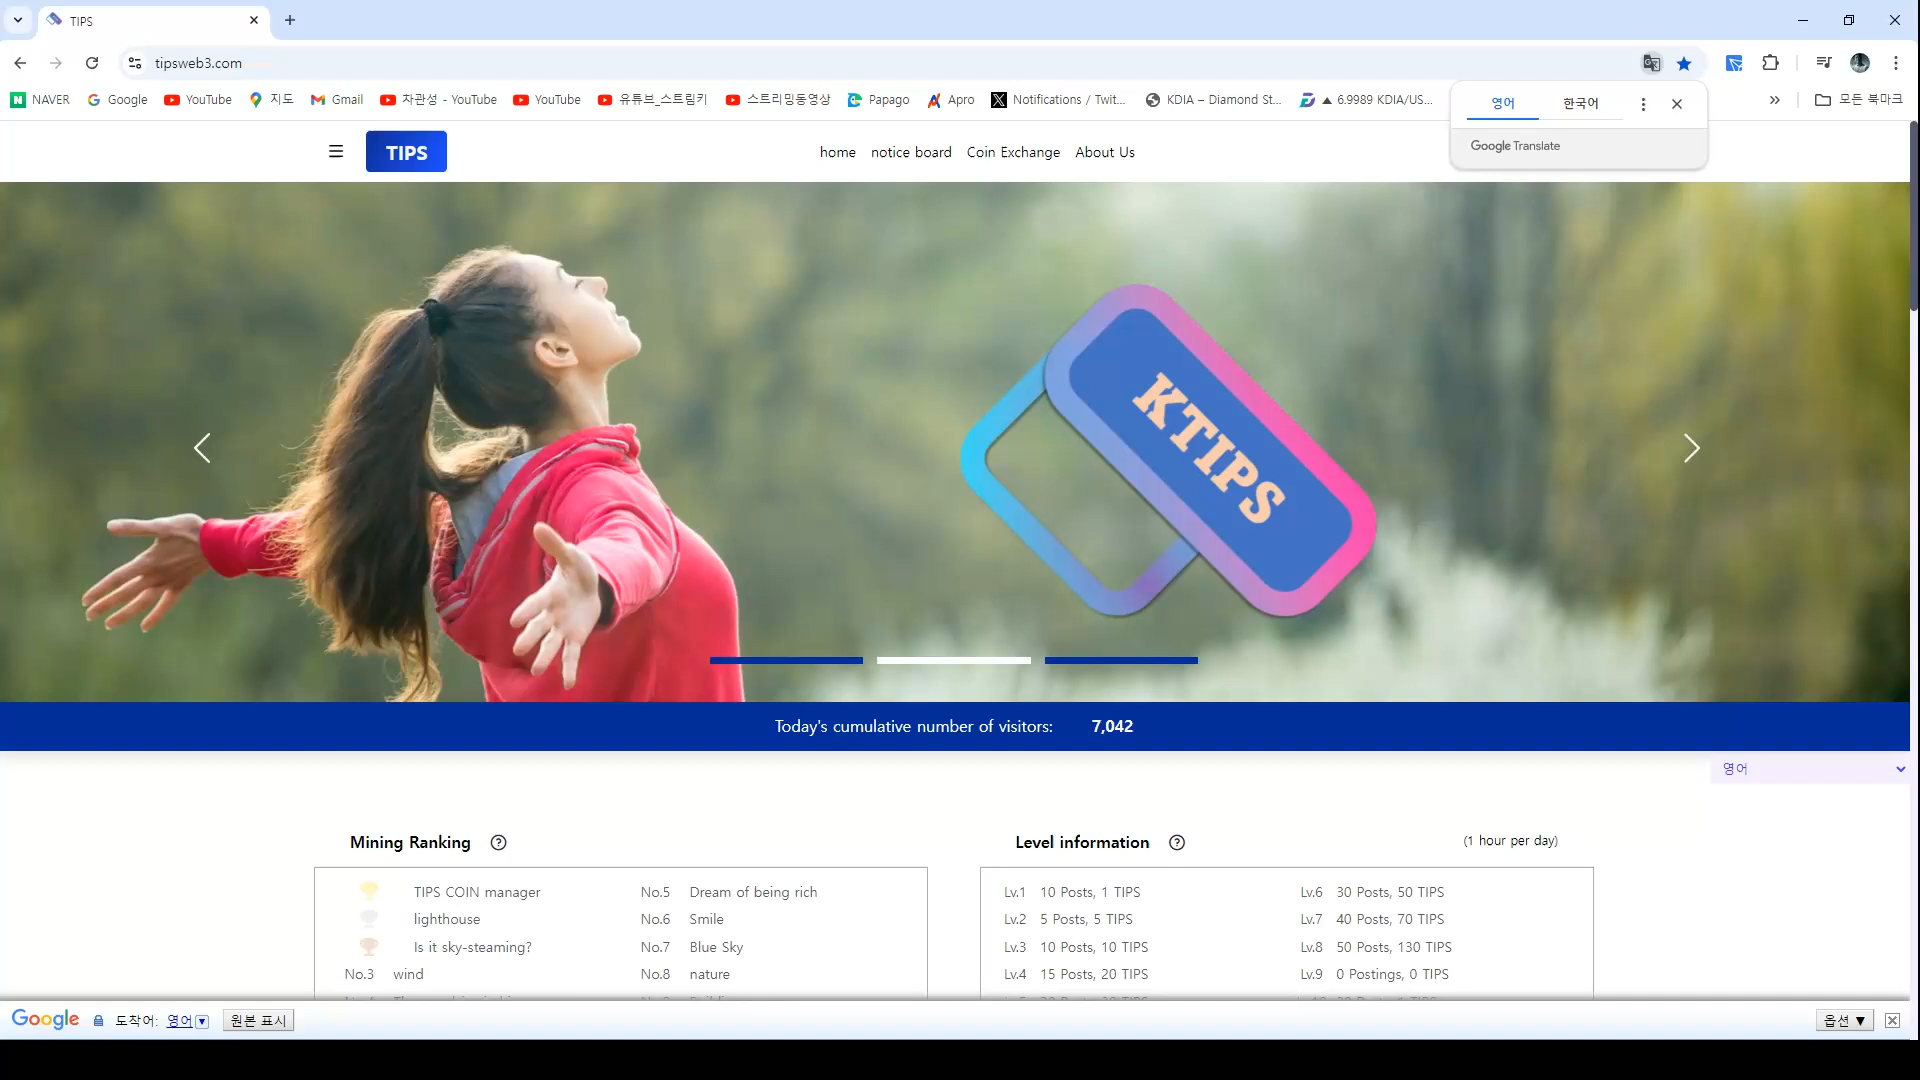 TIPS
tipsweb3.com
NAVER Google YouTube 지도 Gmail 차관성 - YouTube YouTube 유튜브_스트림키 스트리밍동영상 Papago Apro Notifications / Twit... KDIA – Diamond St... ▲ 6.9989 KDIA/US... » 모든 북마크
영어 한국어
Google Translate
TIPS home notice board Coin Exchange About Us
KTIPS
Today's cumulative number of visitors: 7,042
영어
Mining Ranking ?
TIPS COIN manager No.5 Dream of being rich
lighthouse No.6 Smile
Is it sky-steaming? No.7 Blue Sky
No.3 wind No.8 nature
Level information ? (1 hour per day)
Lv.1 10 Posts, 1 TIPS Lv.6 30 Posts, 50 TIPS
Lv.2 5 Posts, 5 TIPS Lv.7 40 Posts, 70 TIPS
Lv.3 10 Posts, 10 TIPS Lv.8 50 Posts, 130 TIPS
Lv.4 15 Posts, 20 TIPS Lv.9 0 Postings, 0 TIPS
Google 도착어: 영어▼ 원본 표시 옵션 ▼